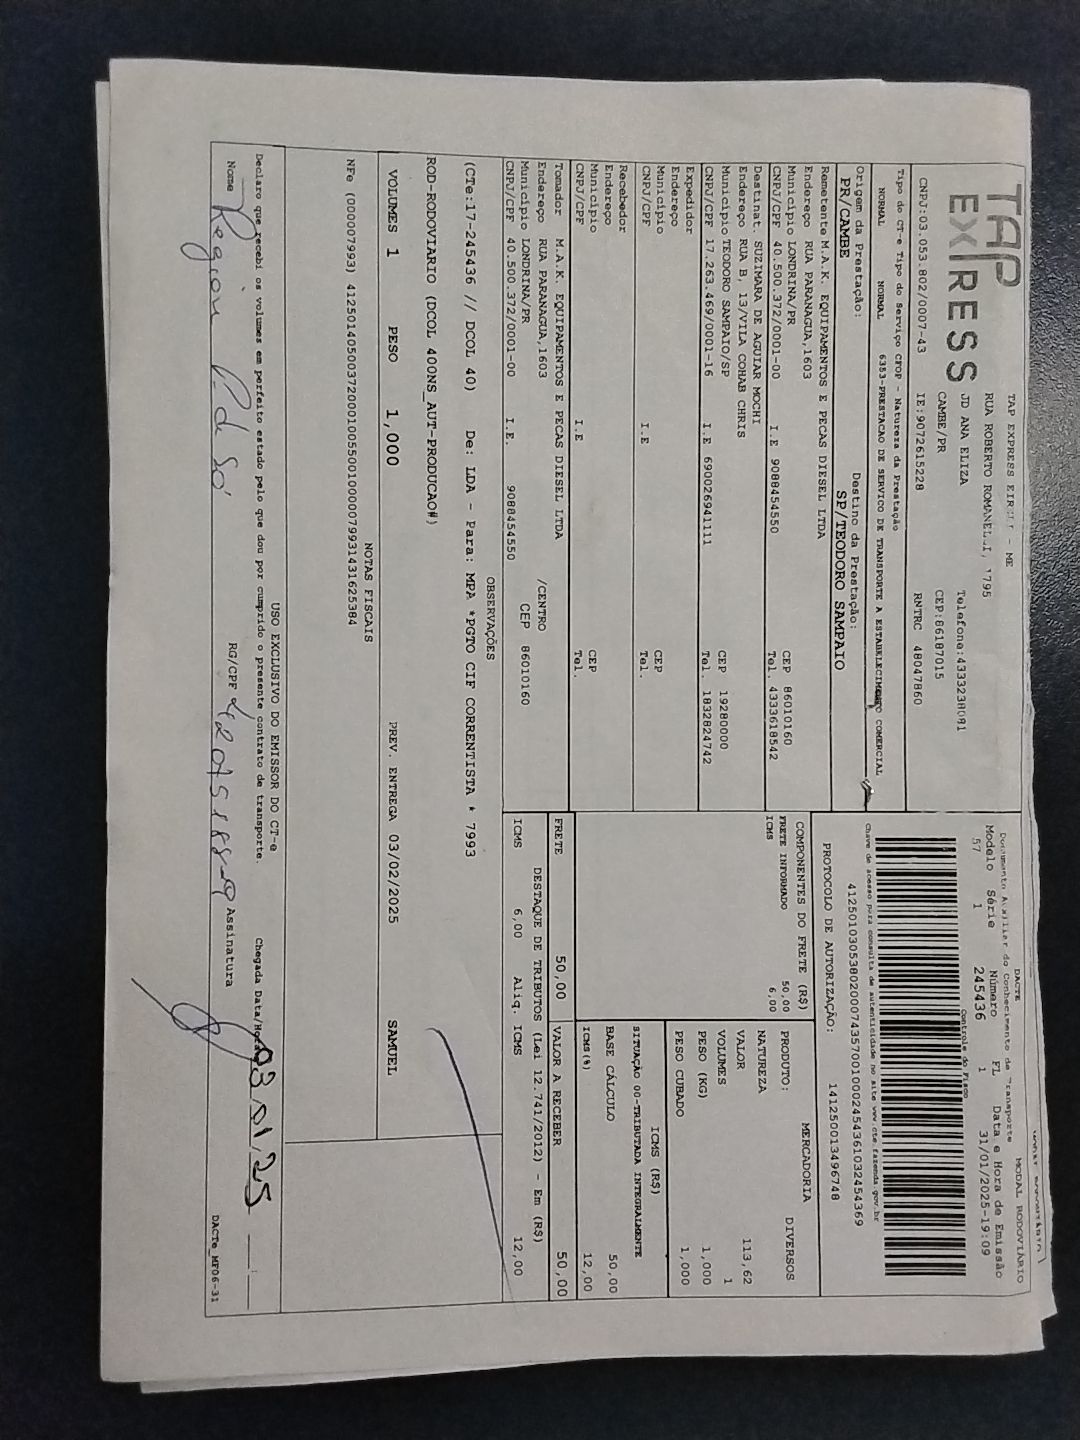 TAP
EXPRESS
TAP EXPRESS EIRELI - ME
RUA ROBERTO ROMANELLI, 1795
JD ANA ELIZA
Telefone:4333238081
CAMBE/PR
CEP:86187015
CNPJ:03.053.802/0007-43 IE:9072615228 RNTRC 48047860
Tipo do CT-e Tipo do Serviço CFOP - Natureza da Prestação
NORMAL NORMAL 6353-PRESTACAO DE SERVICO DE TRANSPORTE A ESTABELECIMENTO COMERCIAL
Origem da Prestação: Destino da Prestação:
PR/CAMBE SP/TEODORO SAMPAIO
Remetente M.A.K. EQUIPAMENTOS E PECAS DIESEL LTDA
Endereço RUA PARANAGUA,1603
Município LONDRINA/PR CEP 86010160
CNPJ/CPF 40.500.372/0001-00 I.E 9088454550 Tel. 4333618542
Destinat. SUZIMARA DE AGUIAR MOCHI
Endereço RUA B, 13/VILA COHAB CHRIS
Município TEODORO SAMPAIO/SP CEP 19280000
CNPJ/CPF 17.263.469/0001-16 I.E 690026941111 Tel. 1832824742
Expedidor
Endereço
Município CEP
CNPJ/CPF I.E Tel.
Recebedor
Endereço
Município CEP
CNPJ/CPF I.E Tel.
Tomador M.A.K. EQUIPAMENTOS E PECAS DIESEL LTDA
Endereço RUA PARANAGUA,1603 /CENTRO
Município LONDRINA/PR CEP 86010160
CNPJ/CPF 40.500.372/0001-00 I.E. 9088454550
DACTE MODAL RODOVIÁRIO
Documento Auxiliar do Conhecimento de Transporte
Modelo Série Número FL Data e Hora de Emissão
57 1 245436 1 31/01/2025-19:09
Controle do Fisco
Chave de acesso para consulta de autenticidade no site www.cte.fazenda.gov.br
41250103053802000743570010002454361032454369
PROTOCOLO DE AUTORIZAÇÃO: 141250013496748
COMPONENTES DO FRETE (R$)
FRETE INFORMADO 50,00
ICMS 6,00
PRODUTO: MERCADORIA
NATUREZA DIVERSOS
VALOR 113,62
VOLUMES 1
PESO (KG) 1,000
PESO CUBADO 1,000
ICMS (R$)
SITUAÇÃO 00-TRIBUTADA INTEGRALMENTE
BASE CÁLCULO 50,00
ICMS(%) 12,00
FRETE 50,00 VALOR A RECEBER 50,00
DESTAQUE DE TRIBUTOS (Lei 12.741/2012) - Em (R$)
ICMS 6,00 Aliq. ICMS 12,00
OBSERVAÇÕES
(CTe:17-245436 // DCOL 40) De: LDA - Para: MPA *PGTO CIF CORRENTISTA * 7993
ROD-RODOVIARIO (DCOL 400NS_AUT-PRODUCAO#)
VOLUMES 1 PESO 1,000 PREV. ENTREGA 03/02/2025 SAMUEL
NOTAS FISCAIS
NFe (000007993) 41250140500372000100550010000079931431625384
USO EXCLUSIVO DO EMISSOR DO CT-e
Declaro que recebi os volumes em perfeito estado pelo que dou por cumprido o presente contrato de transporte. Chegada Data/Hora 03 01 25
Nome RG/CPF Assinatura
DACTe_MF06-31